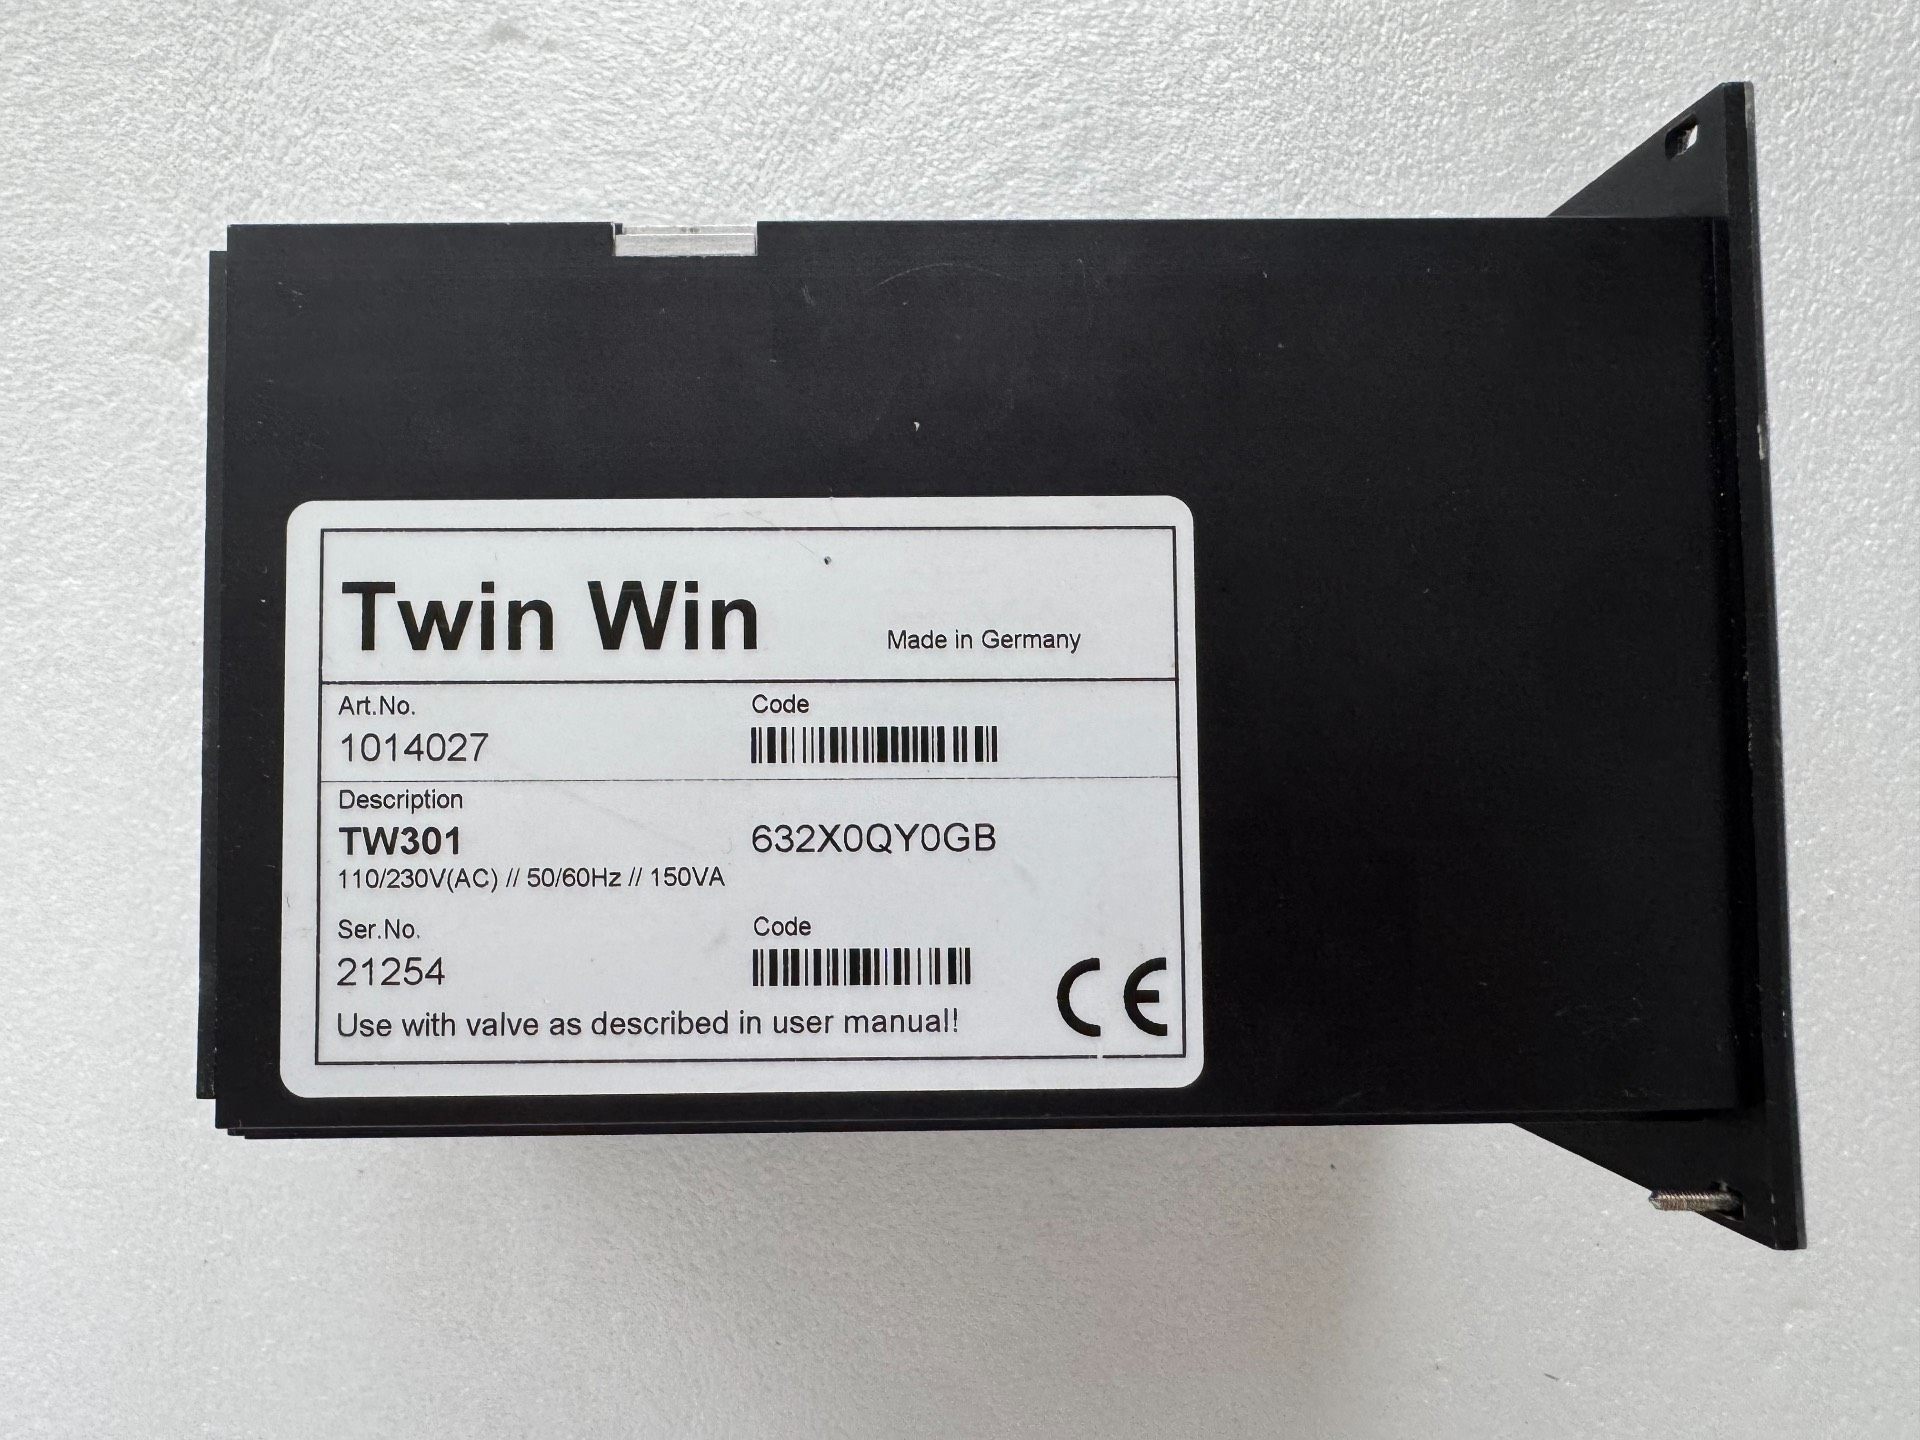 Twin Win
Made in Germany
Art.No.
Code
1014027
Description
TW301
632X0QY0GB
110/230V(AC) // 50/60Hz // 150VA
Ser.No.
Code
21254
Use with valve as described in user manual!
CE